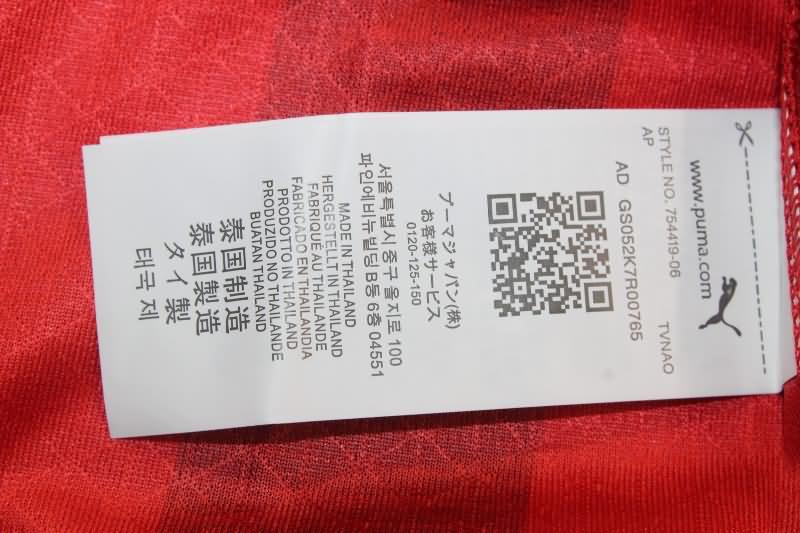 www.puma.com
STYLE NO. 754419-06 TVNAO
AP
AD GS052K7R00765
プーマジャパン(株)
お客様サービス
0120-125-150
서울특별시 중구 을지로 100
파인에비뉴빌딩 B동 6층 04551
MADE IN THAILAND
HERGESTELLT IN THAILAND
FABRIQUÉ AU THAÏLANDE
FABRICADO EN THAILANDIA
PRODOTTO IN THAILAND
PRODUZIDO NO THAILANDE
BUATAN THAILAND
泰国制造
泰国製造
タイ製
태국 제